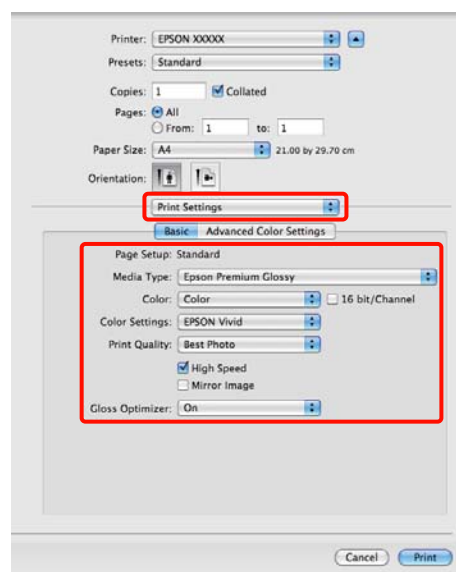 Printer: EPSON XXXXX
Presets: Standard
Copies: 1 Collated
Pages: All
From: 1 to: 1
Paper Size: A4 21.00 by 29.70 cm
Orientation:
Print Settings
Basic Advanced Color Settings
Page Setup: Standard
Media Type: Epson Premium Glossy
Color: Color 16 bit/Channel
Color Settings: EPSON Vivid
Print Quality: Best Photo
High Speed
Mirror Image
Gloss Optimizer: On
Cancel Print